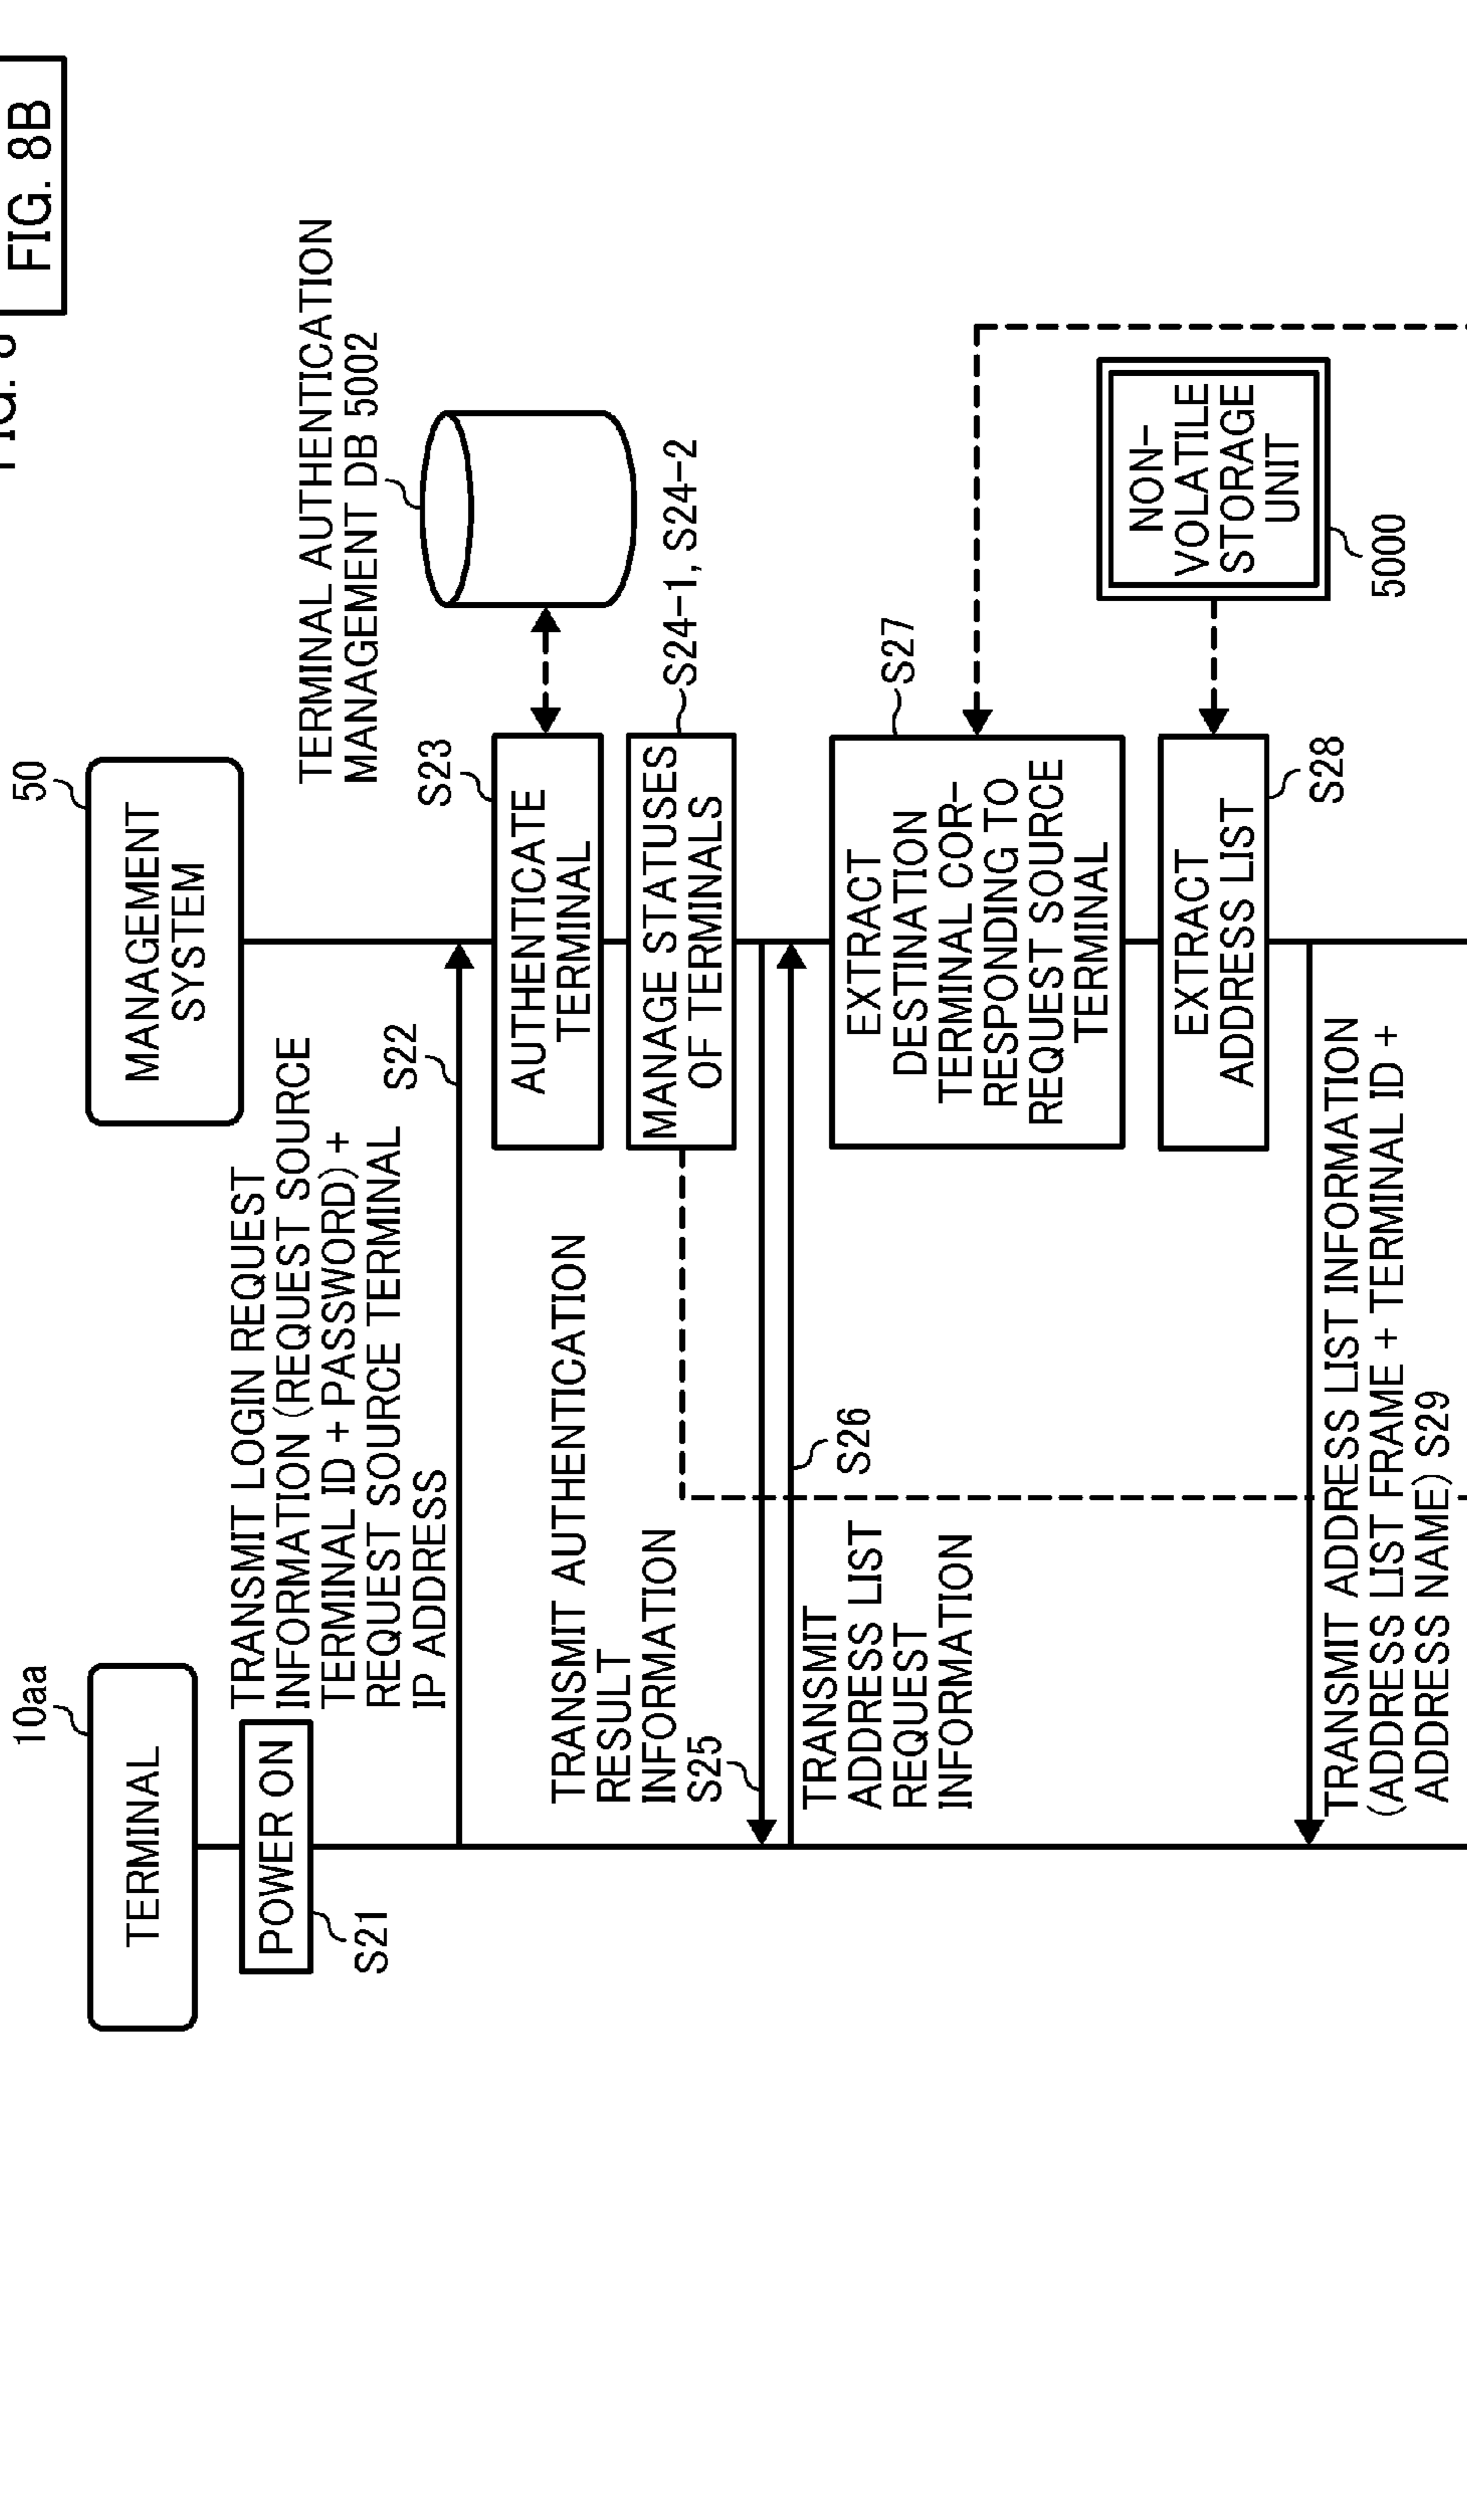 FIG. 8B
50
MANAGEMENT
SYSTEM
10aa
TERMINAL
POWER ON
S21
TRANSMIT LOGIN REQUEST
INFORMATION (REQUEST SOURCE
TERMINAL ID + PASSWORD) +
REQUEST SOURCE TERMINAL
IP ADDRESS
S22
TERMINAL AUTHENTICATION
MANAGEMENT DB 5002
S23
AUTHENTICATE
TERMINAL
S24-1, S24-2
MANAGE STATUSES
OF TERMINALS
TRANSMIT AUTHENTICATION
RESULT
INFORMATION
S25
TRANSMIT
ADDRESS LIST
REQUEST
INFORMATION
S26
S27
EXTRACT
DESTINATION
TERMINAL COR-
RESPONDING TO
REQUEST SOURCE
TERMINAL
NON-
VOLATILE
STORAGE
UNIT
5000
EXTRACT
ADDRESS LIST
S28
TRANSMIT ADDRESS LIST INFORMATION
(ADDRESS LIST FRAME + TERMINAL ID +
ADDRESS NAME) S29